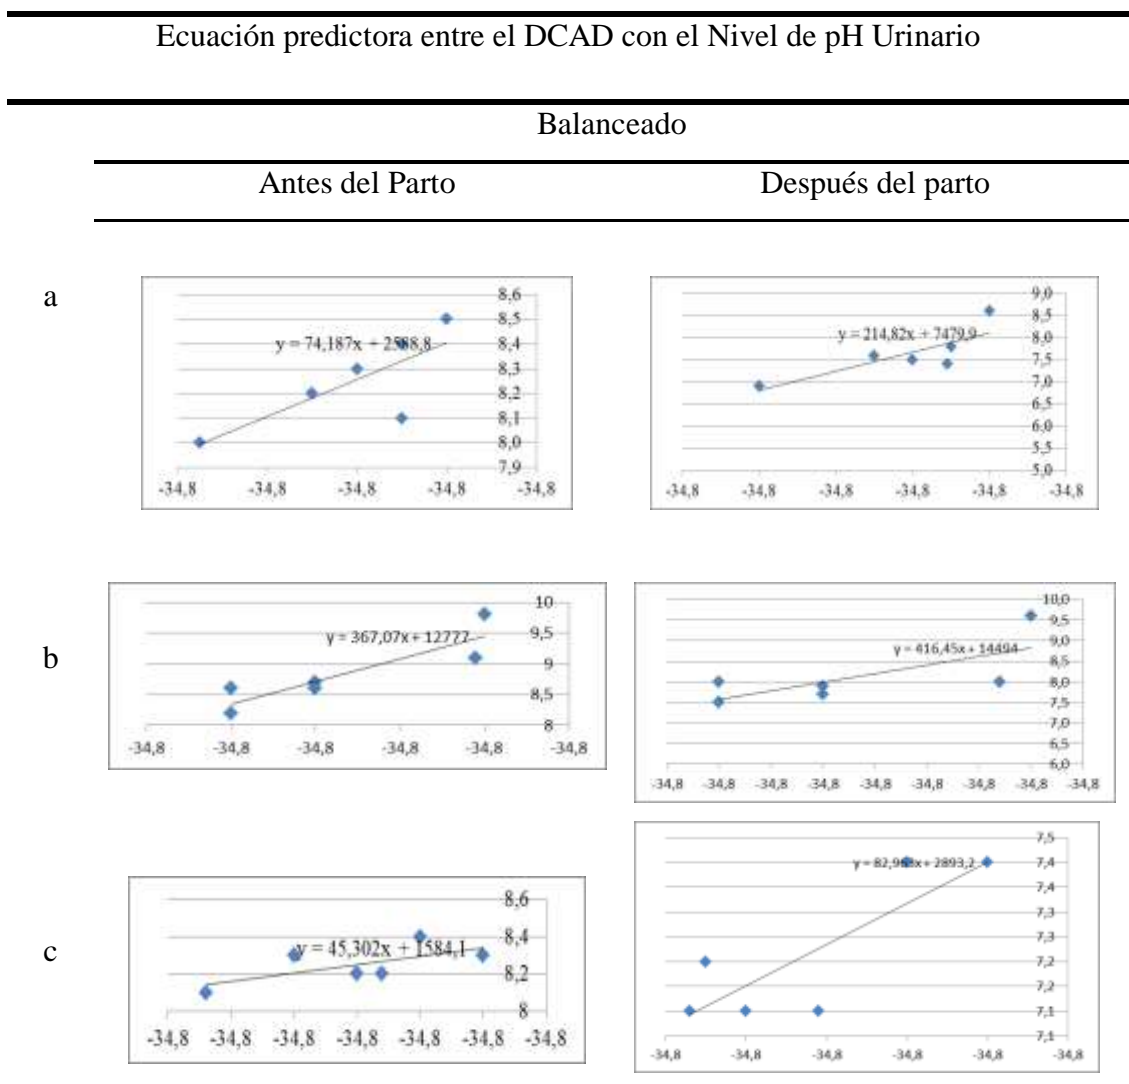 Ecuación predictora entre el DCAD con el Nivel de pH Urinario
Balanceado
Antes del Parto Después del parto
a
8,6
8,5
y = 74,187x + 2588,8
8,4
8,3
8,2
8,1
8,0
7,9
-34,8 -34,8 -34,8 -34,8 -34,8
9,0
8,5
y = 214,82x + 7479,9
8,0
7,5
7,0
6,5
6,0
5,5
5,0
-34,8 -34,8 -34,8 -34,8 -34,8 -34,8
b
10
y = 367,07x + 12777
9,5
9
8,5
8
-34,8 -34,8 -34,8 -34,8 -34,8 -34,8
10,0
9,5
9,0
y = 416,45x + 14494
8,5
8,0
7,5
7,0
6,5
6,0
-34,8 -34,8 -34,8 -34,8 -34,8 -34,8 -34,8 -34,8 -34,8
c
8,6
8,4
y = 45,302x + 1584,1
8,2
8
-34,8 -34,8 -34,8 -34,8 -34,8 -34,8 -34,8
7,5
y = + 2893,2
7,4
7,4
7,3
7,3
7,2
7,2
7,1
7,1
-34,8 -34,8 -34,8 -34,8 -34,8 -34,8